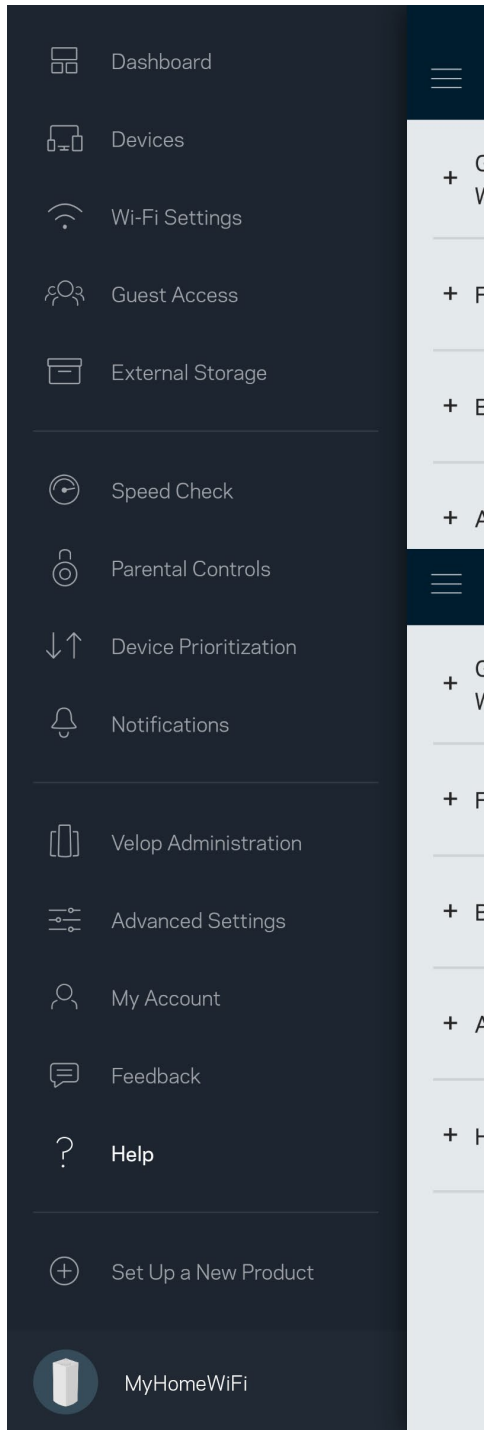 Dashboard
Devices
Wi-Fi Settings
Guest Access
External Storage
Speed Check
Parental Controls
Device Prioritization
Notifications
Velop Administration
Advanced Settings
My Account
Feedback
Help
Set Up a New Product
MyHomeWiFi